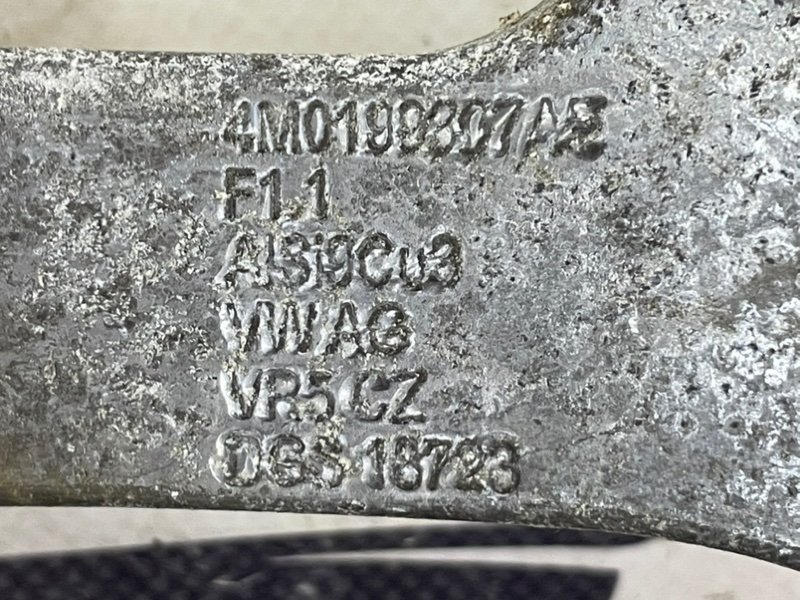 4M0199307AE
F1.1
AlSi9Cu3
VW AG
VR5 CZ
DGS 18723